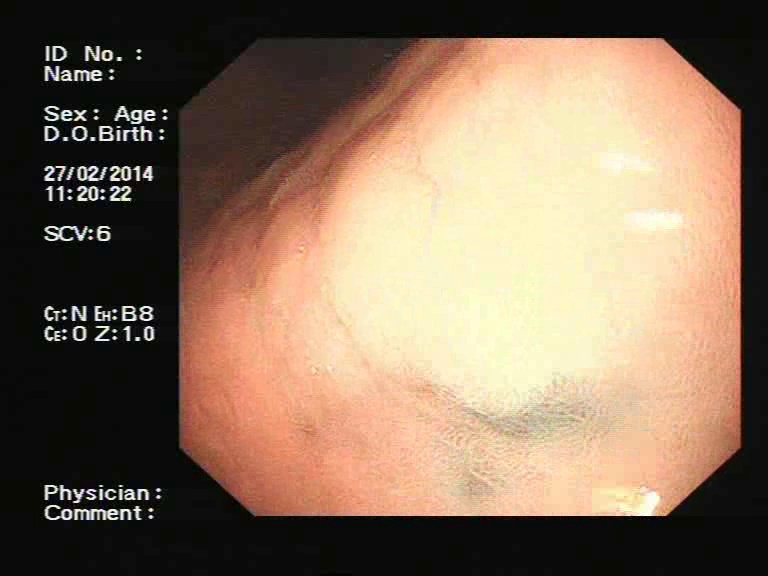 ID No. :
Name:
Sex: Age:
D.O.Birth:
27/02/2014
11:20:22
SCV:6
CT:N EH:B8
CE:0 Z:1.0
Physician:
Comment: